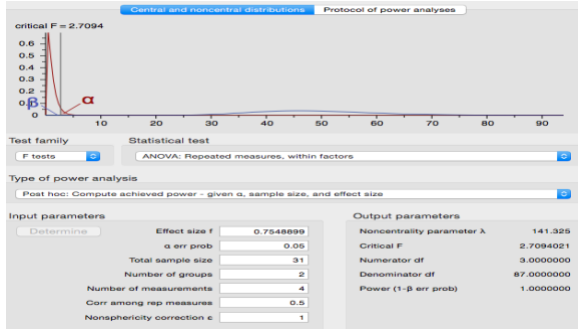 Central and noncentral distributions Protocol of power analyses
critical F = 2.7094
0.6
0.5
0.4
0.3
0.2
0.1
0
β α
10 20 30 40 50 60 70 80 90
Test family Statistical test
F tests ANOVA: Repeated measures, within factors
Type of power analysis
Post hoc: Compute achieved power - given α, sample size, and effect size
Input parameters Output parameters
Determine Effect size f 0.7548899 Noncentrality parameter λ 141.325
α err prob 0.05 Critical F 2.7094021
Total sample size 31 Numerator df 3.0000000
Number of groups 2 Denominator df 87.0000000
Number of measurements 4 Power (1-β err prob) 1.0000000
Corr among rep measures 0.5
Nonsphericity correction ε 1